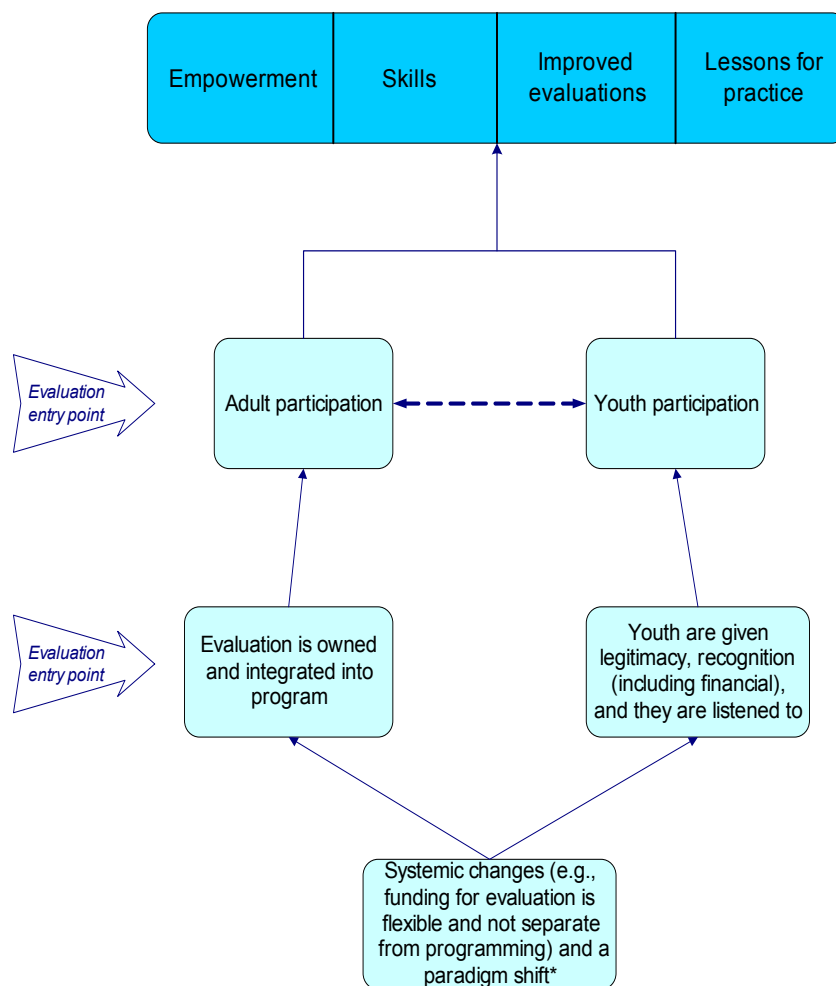 Empowerment
Skills
Improved
evaluations
Lessons for
practice
Evaluation
entry point
Adult participation
Youth participation
Evaluation
entry point
Evaluation is owned
and integrated into
program
Youth are given
legitimacy, recognition
(including financial),
and they are listened to
Systemic changes (e.g.,
funding for evaluation is
flexible and not separate
from programming) and a
paradigm shift*